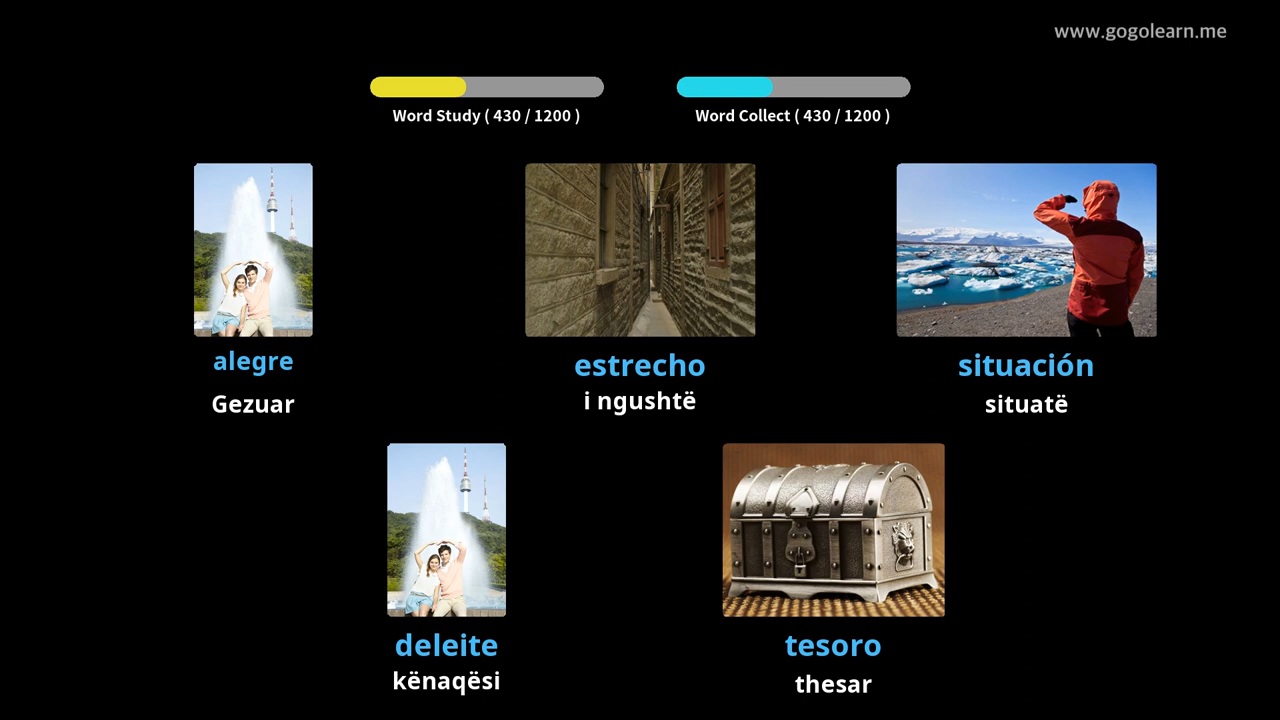 www.gogolearn.me
Word Study ( 430 / 1200 )
Word Collect ( 430 / 1200 )
alegre
Gezuar
estrecho
i ngushtë
situación
situatë
deleite
kënaqësi
tesoro
thesar